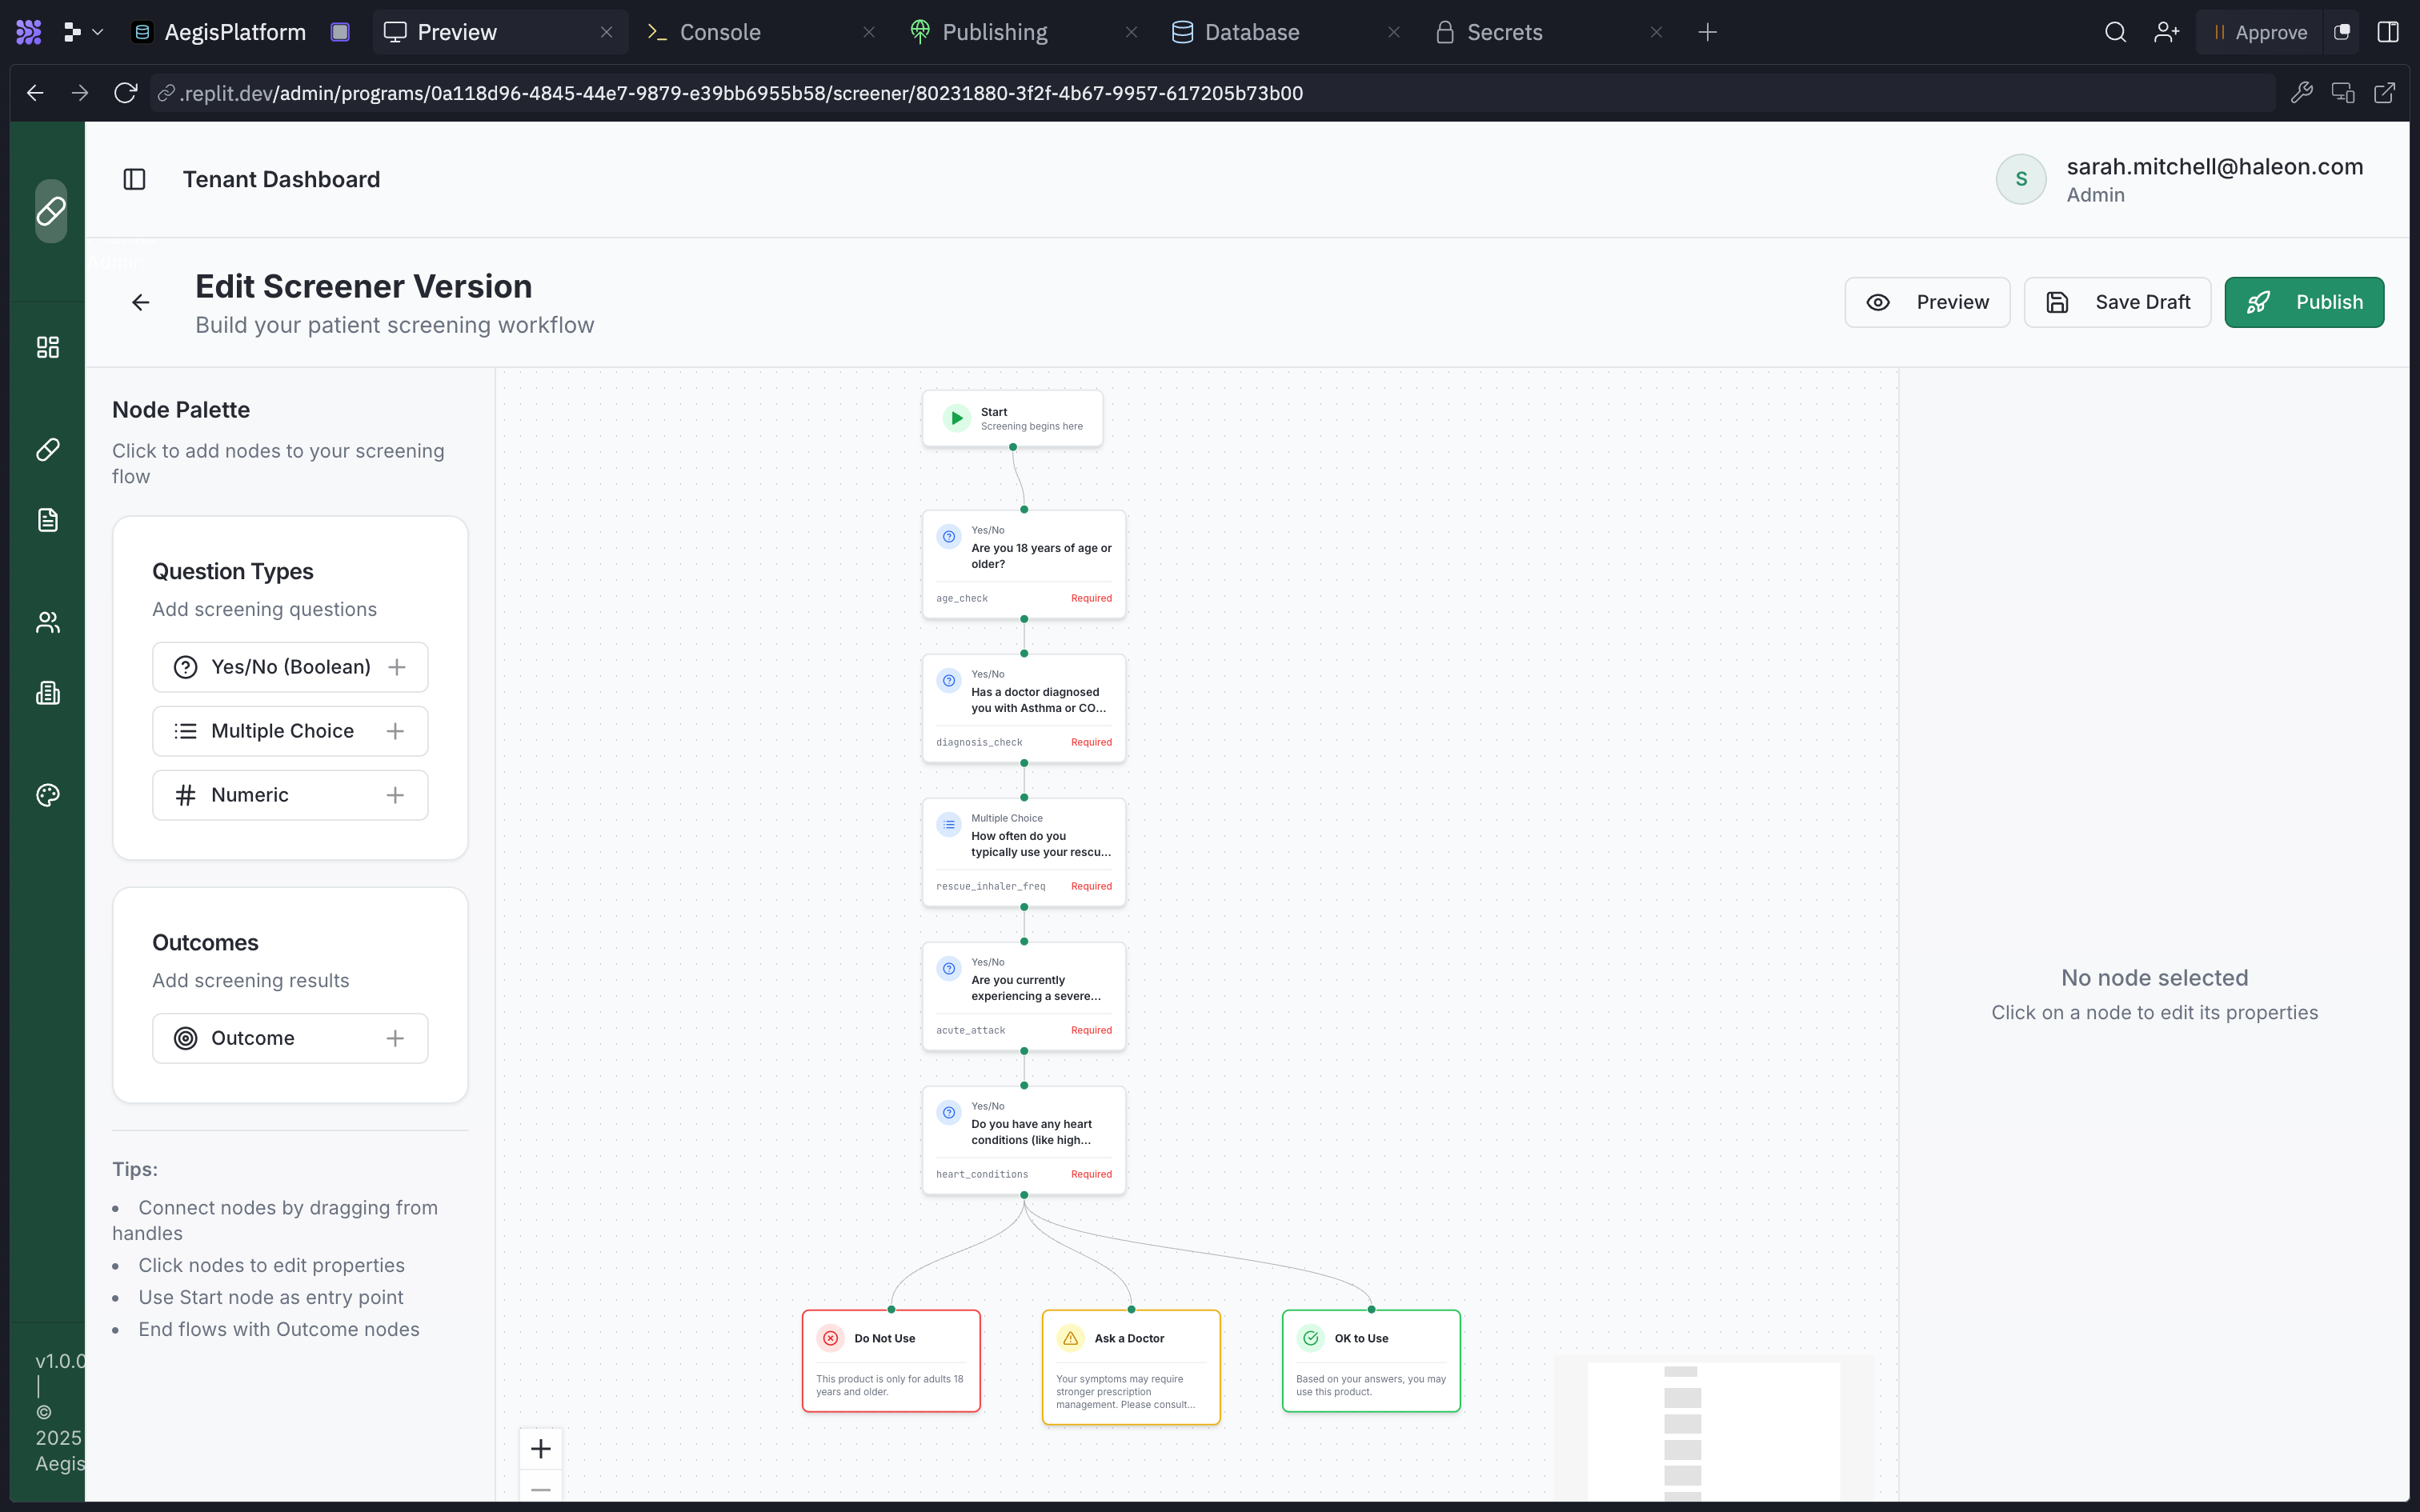 AegisPlatform
Preview
Console
Publishing
Database
Secrets
Approve
.replit.dev/admin/programs/0a118d96-4845-44e7-9879-e39bb6955b58/screener/80231880-3f2f-4b67-9957-617205b73b00
Tenant Dashboard
S
sarah.mitchell@haleon.com
Admin
Edit Screener Version
Build your patient screening workflow
Preview
Save Draft
Publish
Node Palette
Click to add nodes to your screening
flow
Question Types
Add screening questions
Yes/No (Boolean)
Multiple Choice
Numeric
Outcomes
Add screening results
Outcome
Tips:
• Connect nodes by dragging from
handles
• Click nodes to edit properties
• Use Start node as entry point
• End flows with Outcome nodes
v1.0.0
|
©
2025
Aegis
Start
Screening begins here
Yes/No
Are you 18 years of age or
older?
age_check
Required
Yes/No
Has a doctor diagnosed
you with Asthma or CO...
diagnosis_check
Required
Multiple Choice
How often do you
typically use your rescu...
rescue_inhaler_freq
Required
Yes/No
Are you currently
experiencing a severe...
acute_attack
Required
Yes/No
Do you have any heart
conditions (like high...
heart_conditions
Required
Do Not Use
This product is only for adults 18
years and older.
Ask a Doctor
Your symptoms may require
stronger prescription
management. Please consult...
OK to Use
Based on your answers, you may
use this product.
No node selected
Click on a node to edit its properties